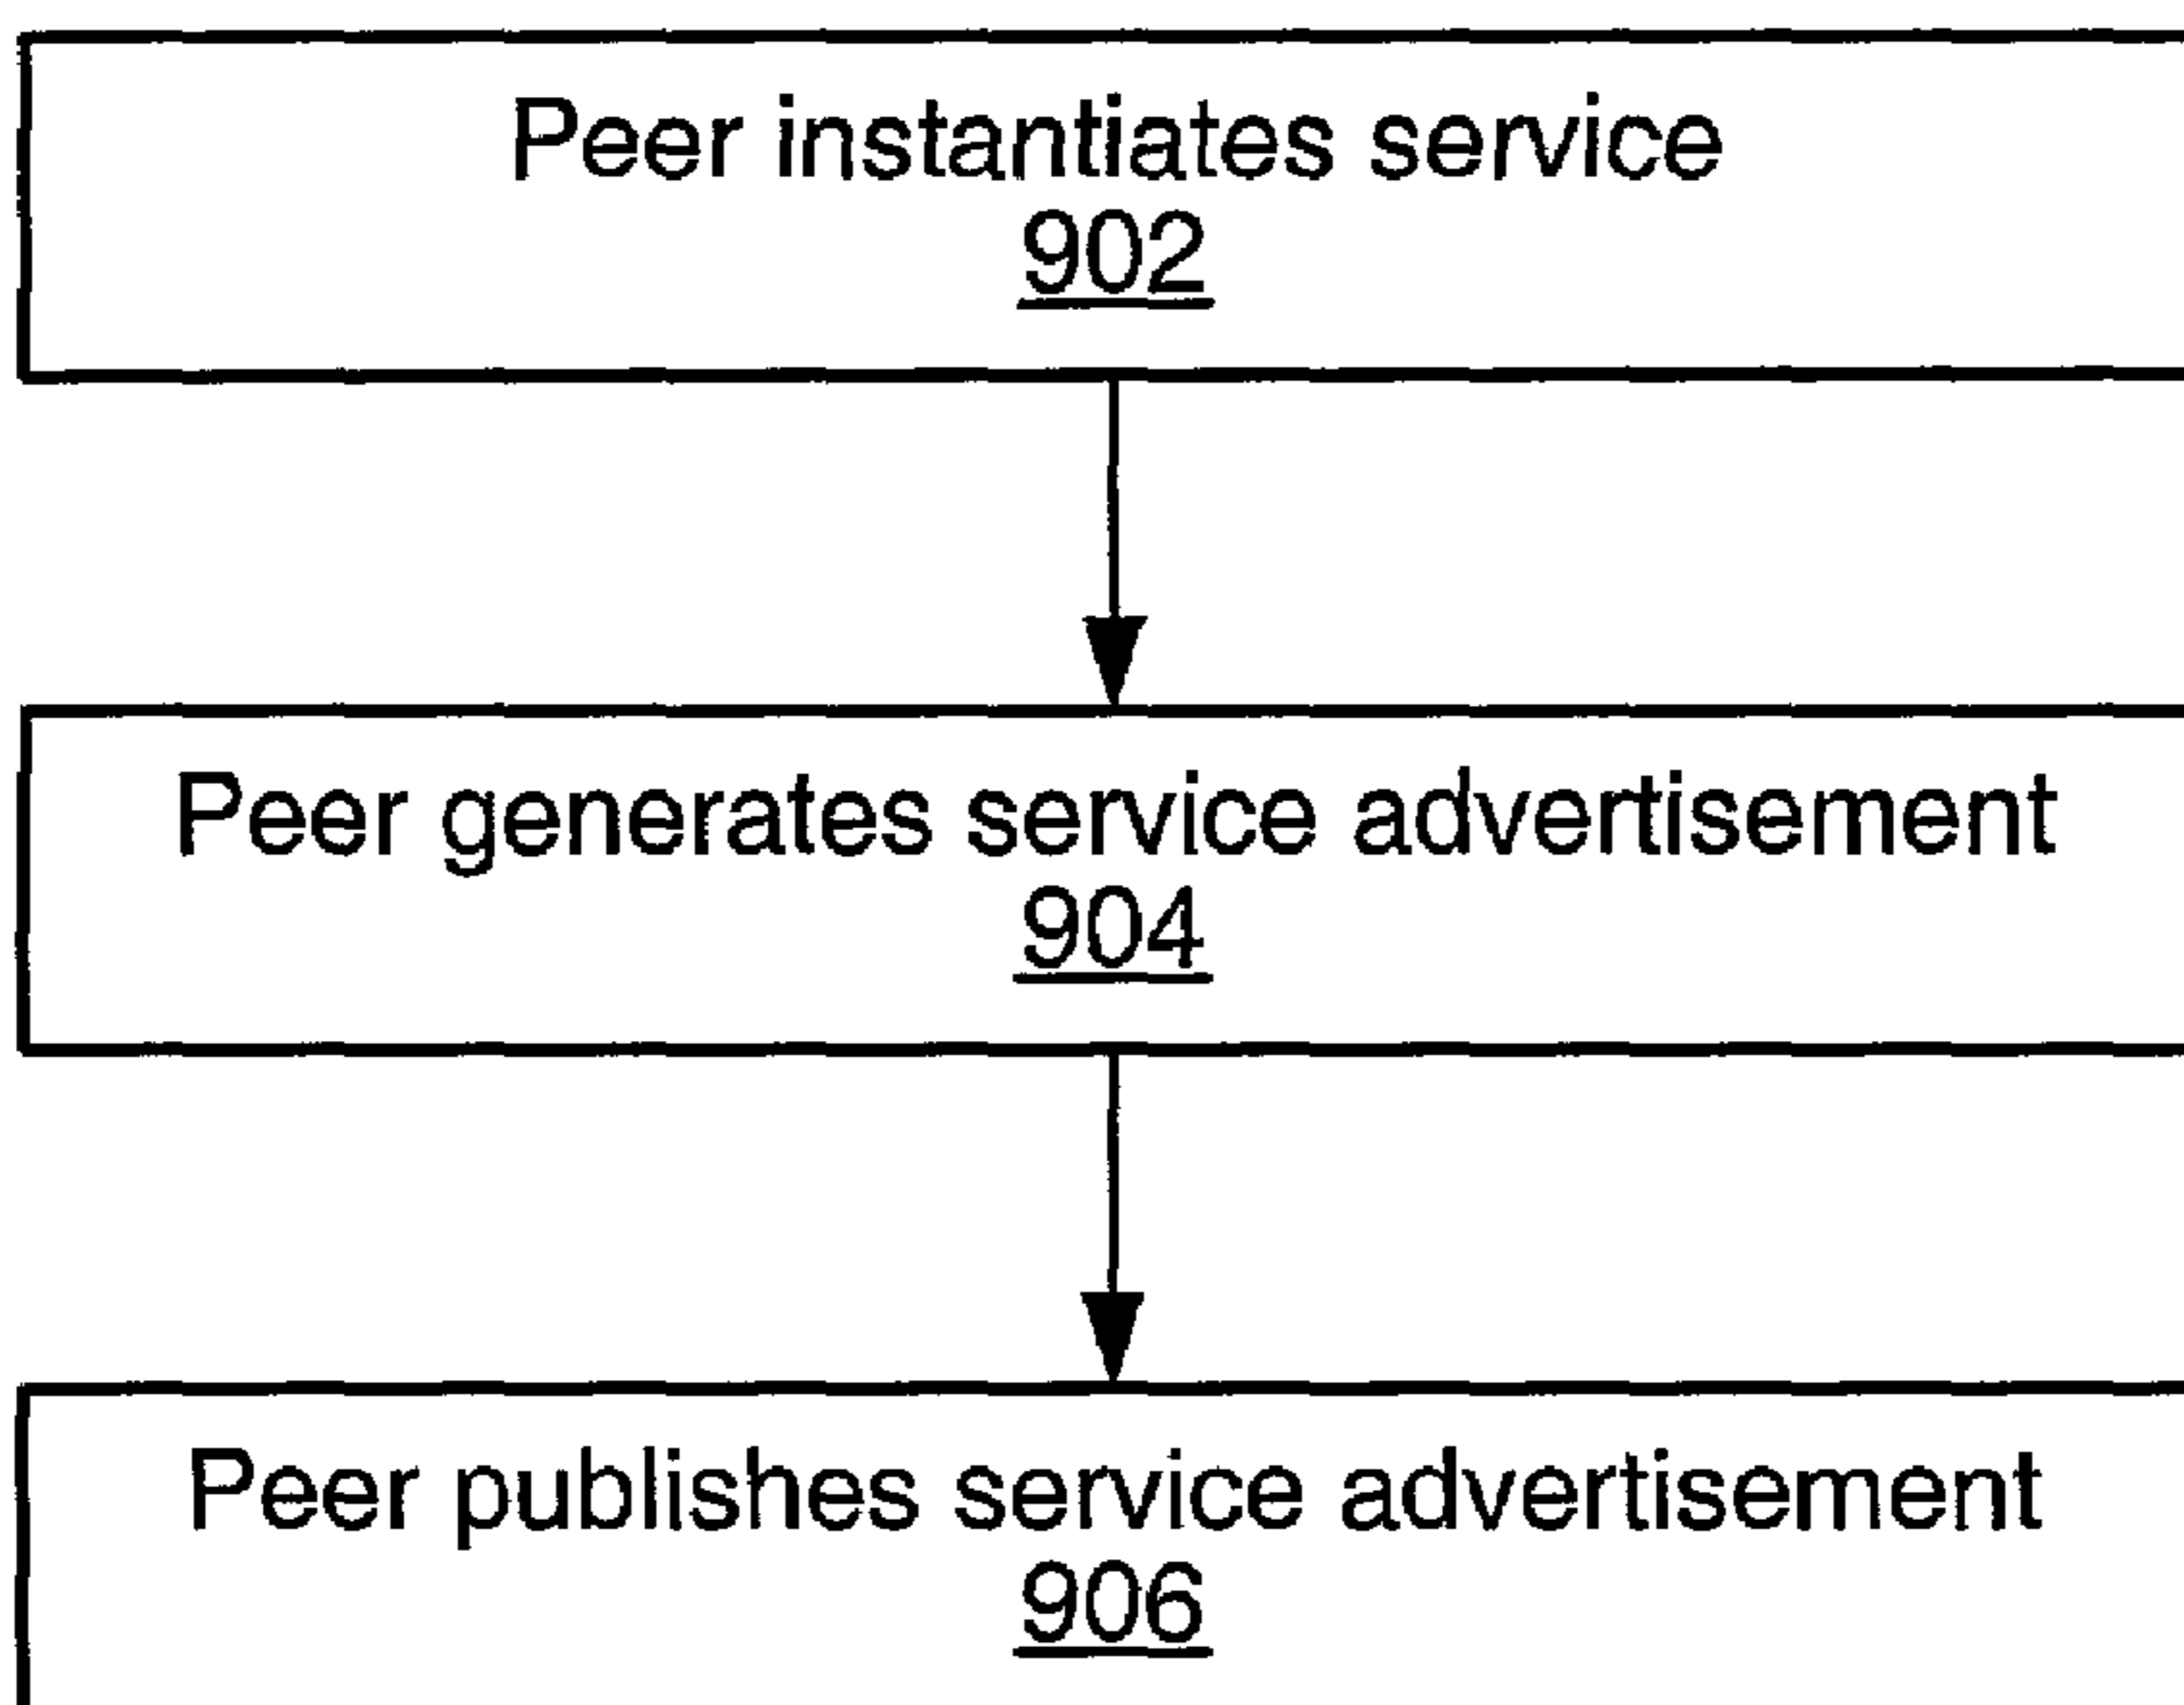 Peer instantiates service
902
Peer generates service advertisement
904
Peer publishes service advertisement
906